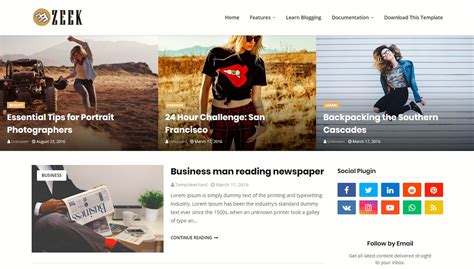 ZEEK
Home Features Learn Blogging Documentation Download This Template
Essential Tips for Portrait
Photographers
Unknown August 23, 2016
24 Hour Challenge: San
Francisco
Unknown March 17, 2016
Backpacking the Southern
Cascades
Unknown March 17, 2016
BUSINESS
Business
Business man reading newspaper
Templateiland March 17, 2016
Lorem Ipsum is simply dummy text of the printing and typesetting
industry. Lorem Ipsum has been the industry's standard dummy text
ever since the 1500s, when an unknown printer took a
galley of type an...
CONTINUE READING
Social Plugin
Follow by Email
Get all latest content delivered straight
to your inbox.